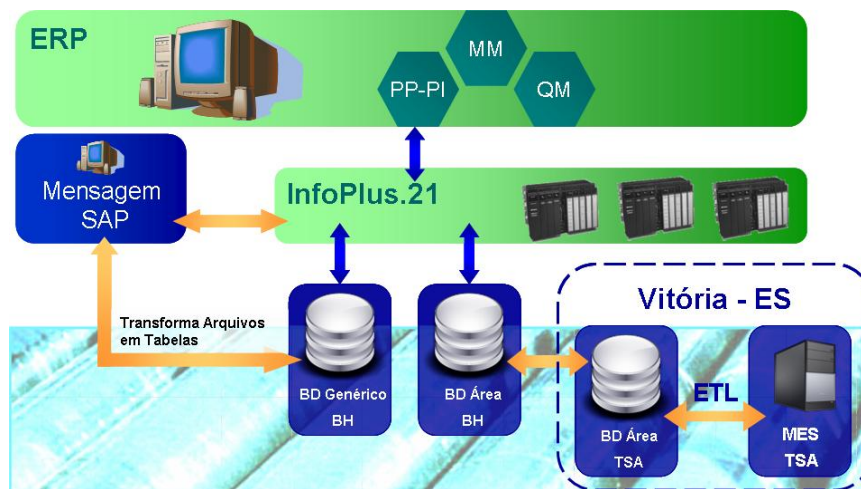 ERP
MM
PP-PI
QM
Mensagem
SAP
InfoPlus.21
Transforma Arquivos
em Tabelas
BD Genérico
BH
BD Área
BH
Vitória - ES
BD Área
TSA
ETL
MES
TSA